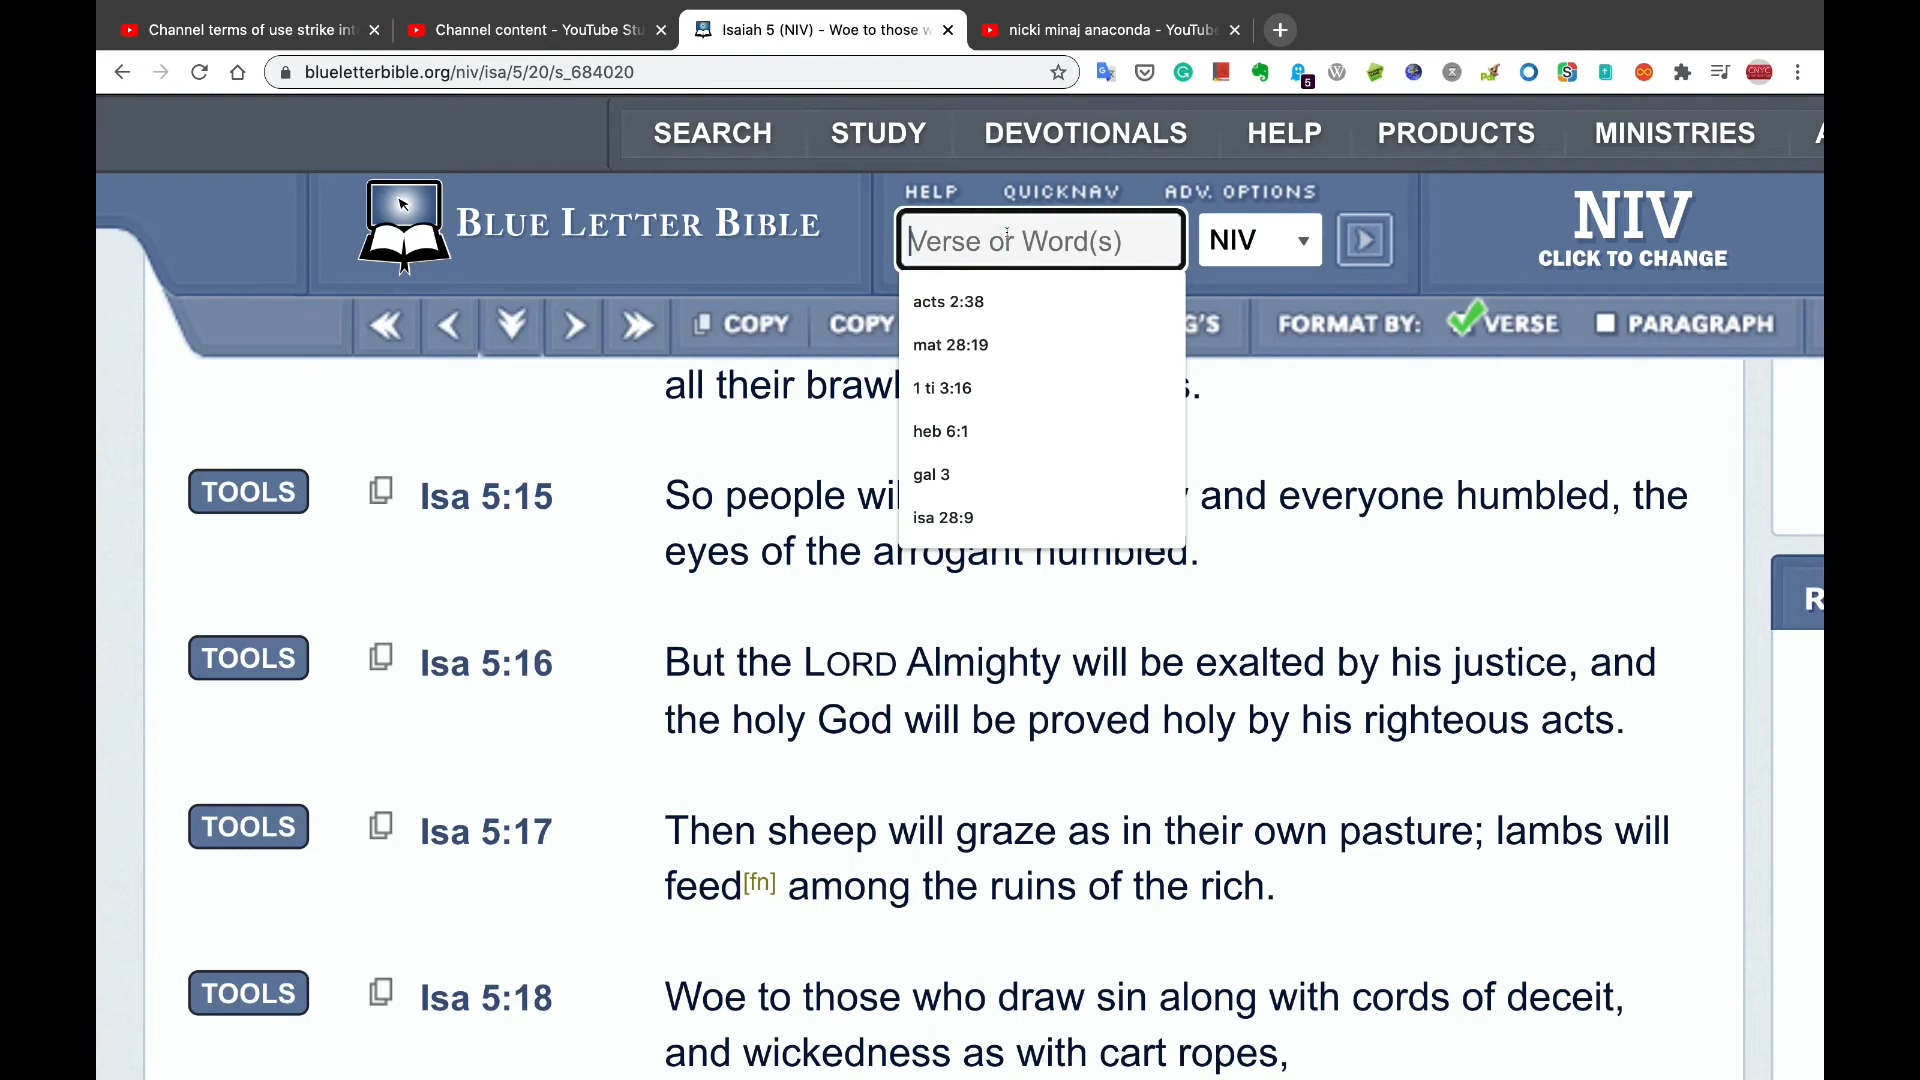 Channel terms of use strike int
Channel content - YouTube Stu
Isaiah 5 (NIV) - Woe to those w
nicki minaj anaconda - YouTube
blueletterbible.org/niv/isa/5/20/s_684020
5
CNYC
SEARCH STUDY DEVOTIONALS HELP PRODUCTS MINISTRIES A
HELP QUICKNAV ADV. OPTIONS
BLUE LETTER BIBLE
Verse or Word(s)
NIV
NIV
CLICK TO CHANGE
acts 2:38
mat 28:19
1 ti 3:16
heb 6:1
gal 3
isa 28:9
COPY COPY G'S FORMAT BY: VERSE PARAGRAPH
all their brawl s.
TOOLS Isa 5:15 So people wil y and everyone humbled, the
eyes of the arrogant humbled.
R
TOOLS Isa 5:16 But the LORD Almighty will be exalted by his justice, and
the holy God will be proved holy by his righteous acts.
TOOLS Isa 5:17 Then sheep will graze as in their own pasture; lambs will
feed[fn] among the ruins of the rich.
TOOLS Isa 5:18 Woe to those who draw sin along with cords of deceit,
and wickedness as with cart ropes,